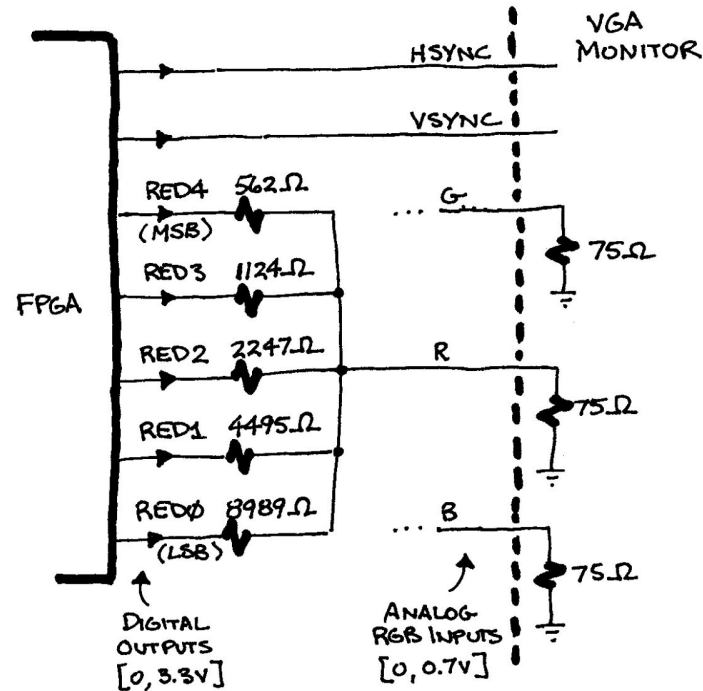 VGA
MONITOR
HSYNC
VSYNC
RED4 562Ω
(MSB)
... G...
75Ω
RED3 1124Ω
FPGA
RED2 2247Ω
R
75Ω
RED1 4495Ω
REDØ 8989Ω
(LSB)
... B
75Ω
DIGITAL
OUTPUTS
[0, 3.3V]
ANALOG
RGB INPUTS
[0, 0.7V]